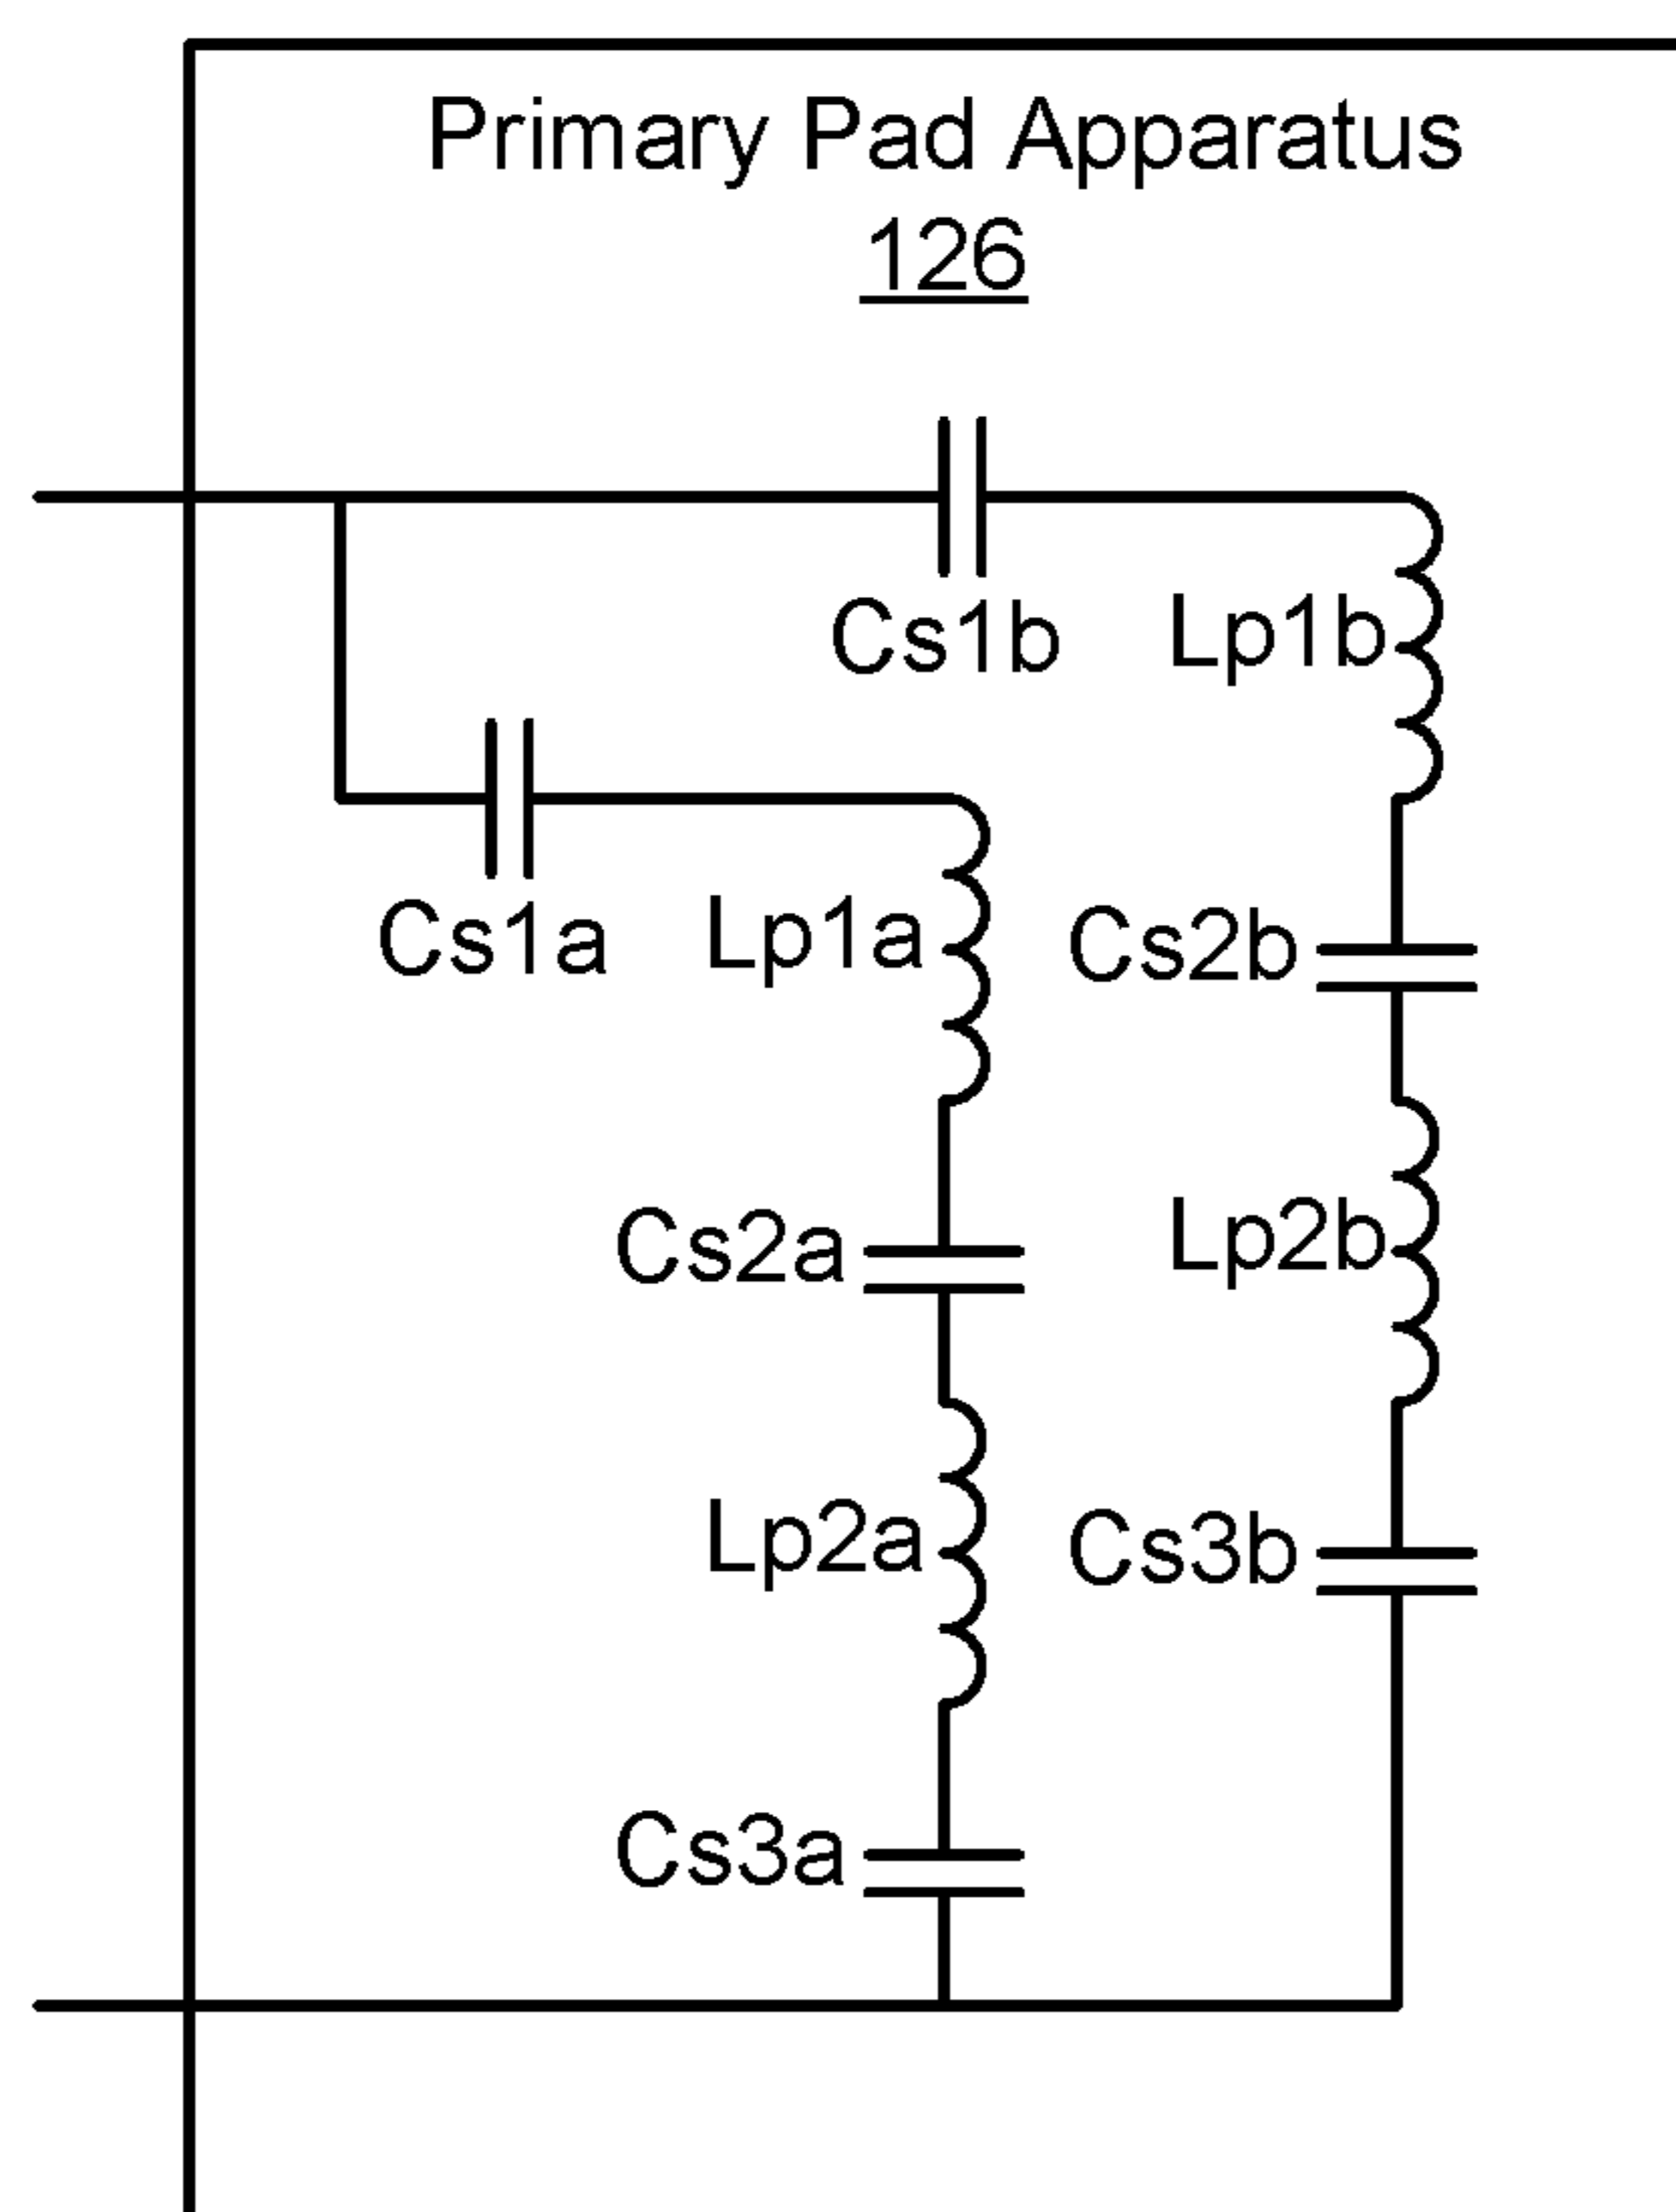 Primary Pad Apparatus
126
Cs1b
Lp1b
Cs1a
Lp1a
Cs2b
Cs2a
Lp2b
Lp2a
Cs3b
Cs3a